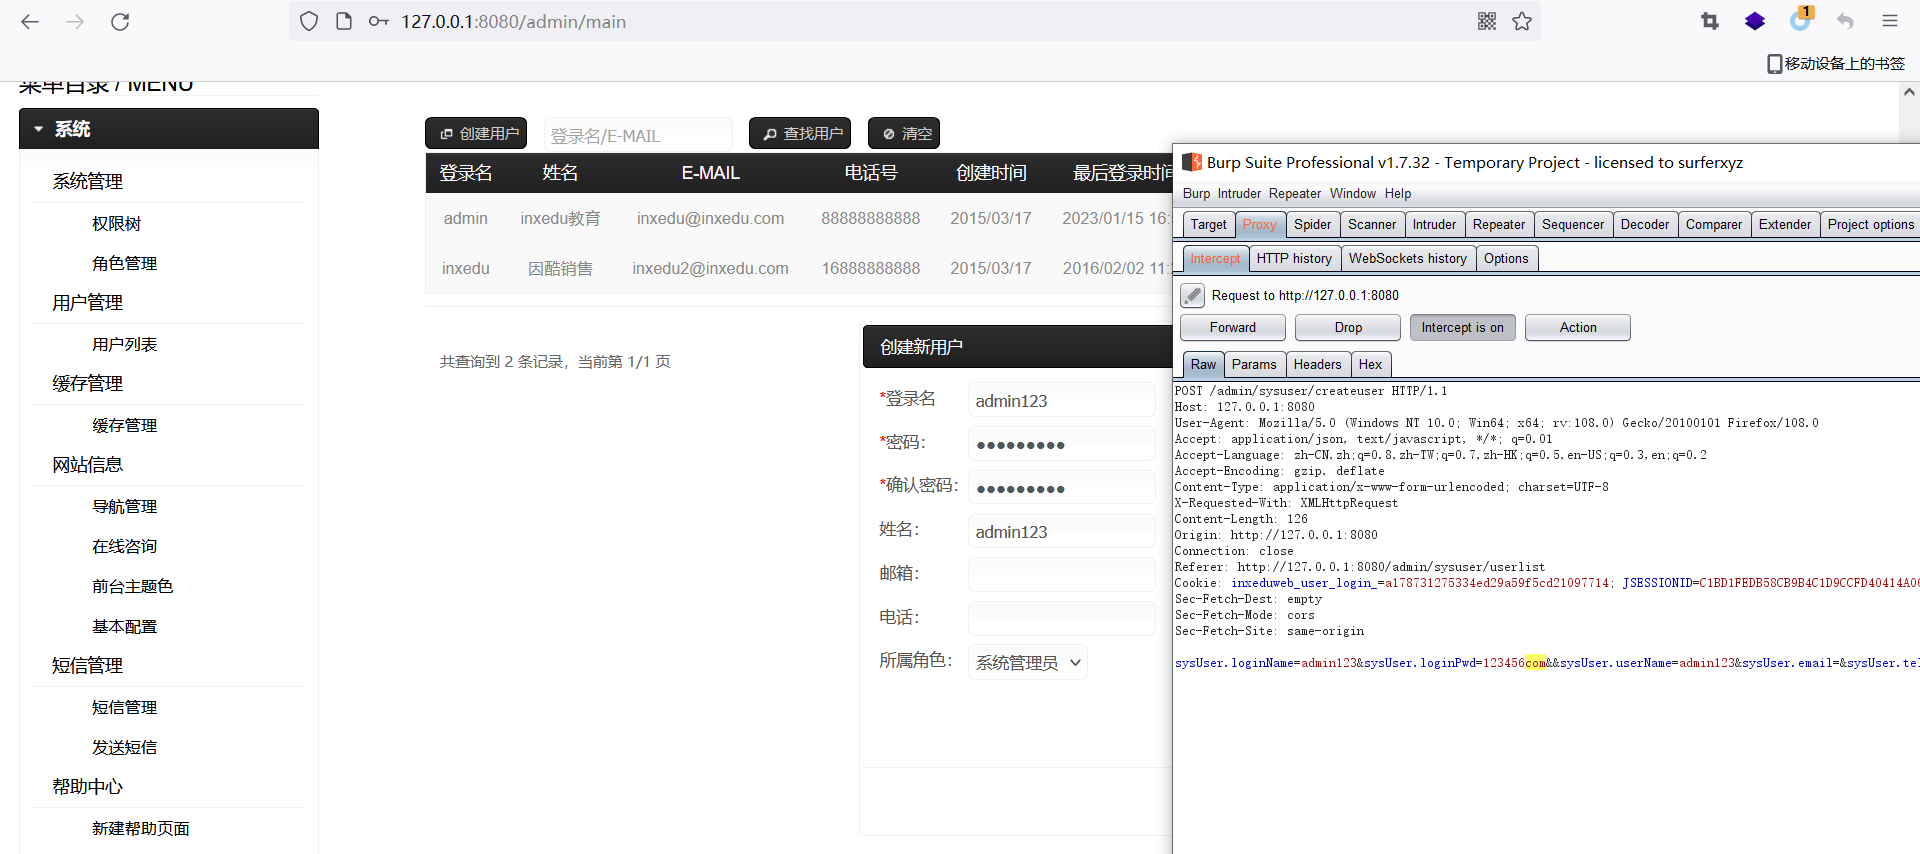 127.0.0.1:8080/admin/main
1
移动设备上的书签
菜单目录 / MENU
系统
系统管理
权限树
角色管理
用户管理
用户列表
缓存管理
缓存管理
网站信息
导航管理
在线咨询
前台主题色
基本配置
短信管理
短信管理
发送短信
帮助中心
新建帮助页面
创建用户 登录名/E-MAIL 查找用户 清空
登录名 姓名 E-MAIL 电话号 创建时间 最后登录时间
admin inxedu教育 inxedu@inxedu.com 88888888888 2015/03/17 2023/01/15 16:
inxedu 因酷销售 inxedu2@inxedu.com 16888888888 2015/03/17 2016/02/02 11:
共查询到 2 条记录，当前第 1/1 页
创建新用户
*登录名 admin123
*密码： ●●●●●●●●●
*确认密码： ●●●●●●●●●
姓名： admin123
邮箱：
电话：
所属角色： 系统管理员
Burp Suite Professional v1.7.32 - Temporary Project - licensed to surferxyz
Burp Intruder Repeater Window Help
Target Proxy Spider Scanner Intruder Repeater Sequencer Decoder Comparer Extender Project options
Intercept HTTP history WebSockets history Options
Request to http://127.0.0.1:8080
Forward Drop Intercept is on Action
Raw Params Headers Hex
POST /admin/sysuser/createuser HTTP/1.1
Host: 127.0.0.1:8080
User-Agent: Mozilla/5.0 (Windows NT 10.0; Win64; x64; rv:108.0) Gecko/20100101 Firefox/108.0
Accept: application/json, text/javascript, */*; q=0.01
Accept-Language: zh-CN,zh;q=0.8,zh-TW;q=0.7,zh-HK;q=0.5,en-US;q=0.3,en;q=0.2
Accept-Encoding: gzip, deflate
Content-Type: application/x-www-form-urlencoded; charset=UTF-8
X-Requested-With: XMLHttpRequest
Content-Length: 126
Origin: http://127.0.0.1:8080
Connection: close
Referer: http://127.0.0.1:8080/admin/sysuser/userlist
Cookie: inxeduweb_user_login_=a178731275334ed29a59f5cd21097714; JSESSIONID=C1BD1FEDB58CB9B4C1D9CCFD40414A00
Sec-Fetch-Dest: empty
Sec-Fetch-Mode: cors
Sec-Fetch-Site: same-origin
sysUser.loginName=admin123&sysUser.loginPwd=123456com&&sysUser.userName=admin123&sysUser.email=&sysUser.tel